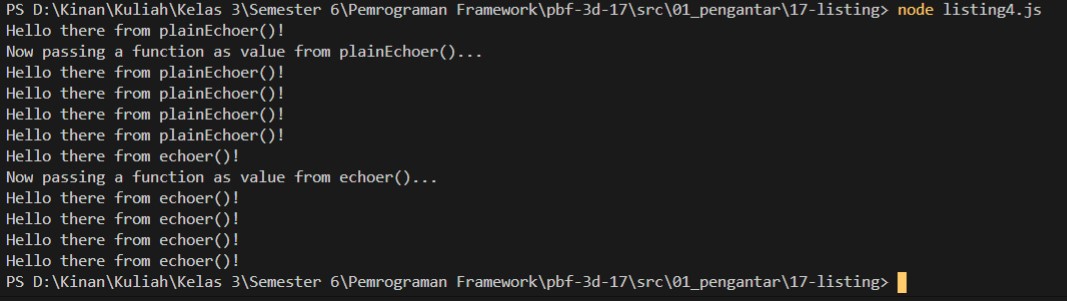 PS D:\Kinan\Kuliah\Kelas 3\Semester 6\Pemrograman Framework\pbf-3d-17\src\01_pengantar\17-listing> node listing4.js
Hello there from plainEchoer()!
Now passing a function as value from plainEchoer()...
Hello there from plainEchoer()!
Hello there from plainEchoer()!
Hello there from plainEchoer()!
Hello there from plainEchoer()!
Hello there from echoer()!
Now passing a function as value from echoer()...
Hello there from echoer()!
Hello there from echoer()!
Hello there from echoer()!
Hello there from echoer()!
PS D:\Kinan\Kuliah\Kelas 3\Semester 6\Pemrograman Framework\pbf-3d-17\src\01_pengantar\17-listing>